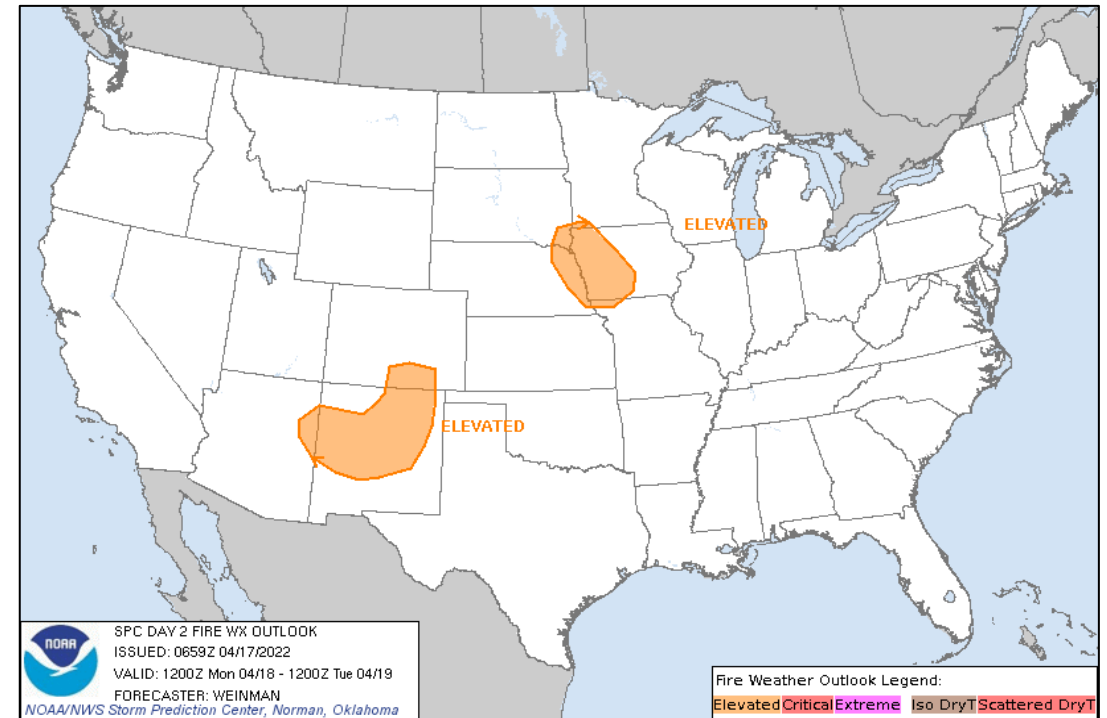 ELEVATED
ELEVATED
NOAA
SPC DAY 2 FIRE WX OUTLOOK
ISSUED: 0659Z 04/17/2022
VALID: 1200Z Mon 04/18 - 1200Z Tue 04/19
FORECASTER: WEINMAN
NOAA/NWS Storm Prediction Center, Norman, Oklahoma
Fire Weather Outlook Legend:
Elevated Critical Extreme Iso DryT Scattered DryT